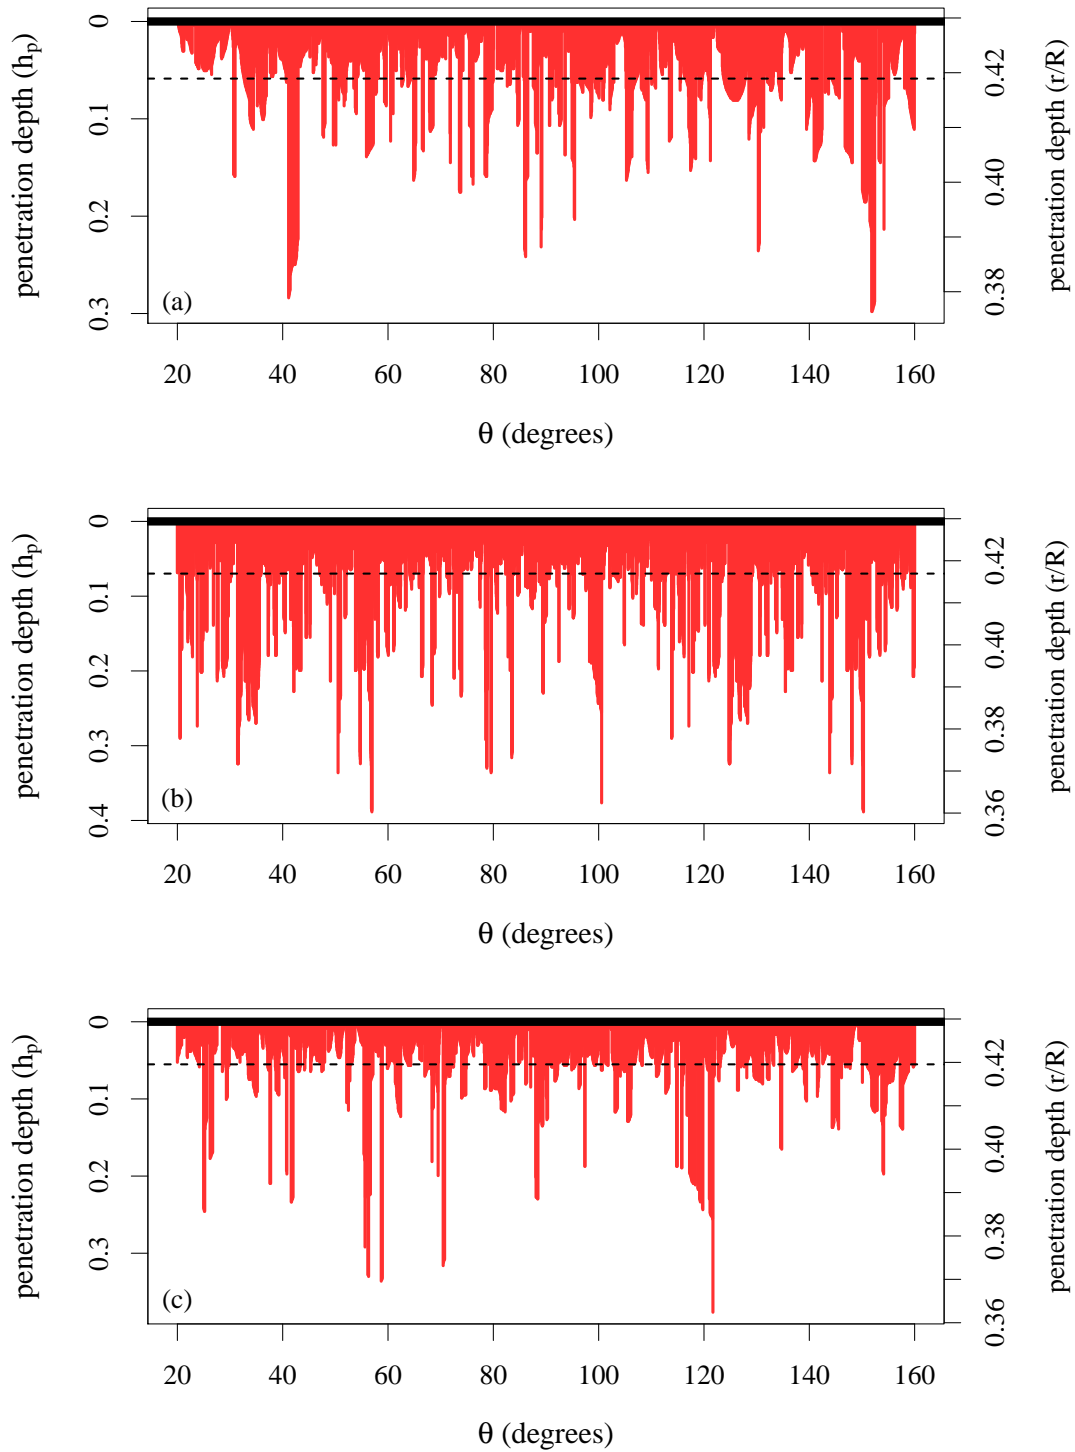 penetration depth (hp)
0
0.1
0.2
0.3
(a)
0.42
0.40
0.38
penetration depth (r/R)
20 40 60 80 100 120 140 160
θ (degrees)
penetration depth (hp)
0
0.1
0.2
0.3
0.4
(b)
0.42
0.40
0.38
0.36
penetration depth (r/R)
20 40 60 80 100 120 140 160
θ (degrees)
penetration depth (hp)
0
0.1
0.2
0.3
(c)
0.42
0.40
0.38
0.36
penetration depth (r/R)
20 40 60 80 100 120 140 160
θ (degrees)